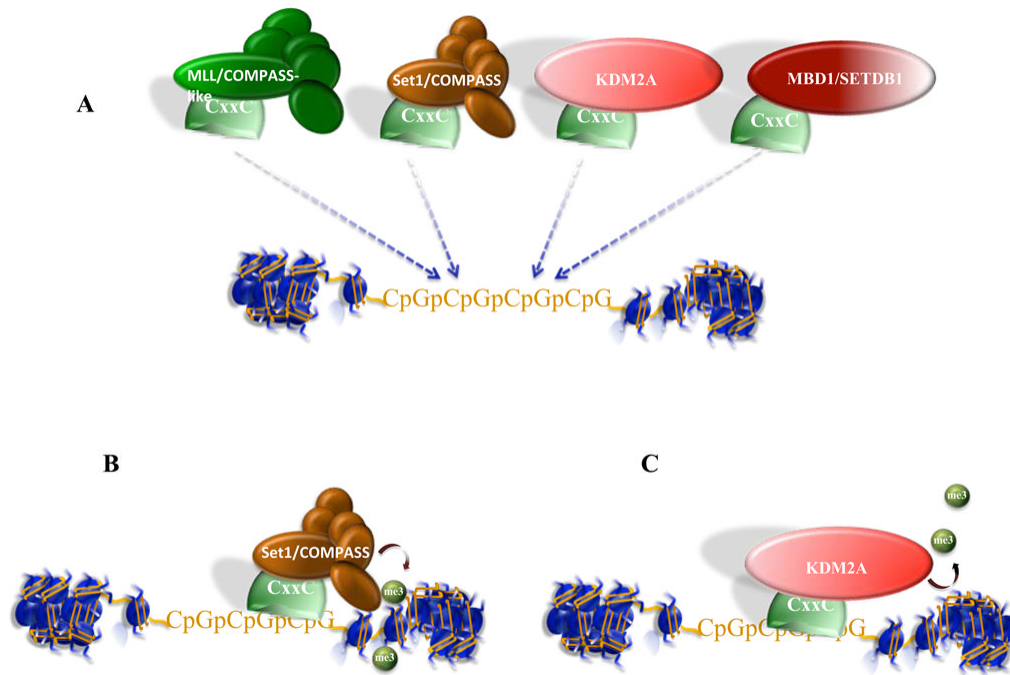 A
MLL/COMPASS-
like
CxxC
Set1/COMPASS
CxxC
KDM2A
CxxC
MBD1/SETDB1
CxxC
CpGpCpGpCpGpCpG
B
Set1/COMPASS
CxxC
me3
CpGpCpGpCpG
me3
C
me3
me3
KDM2A
CxxC
CpGpCpGpCpG